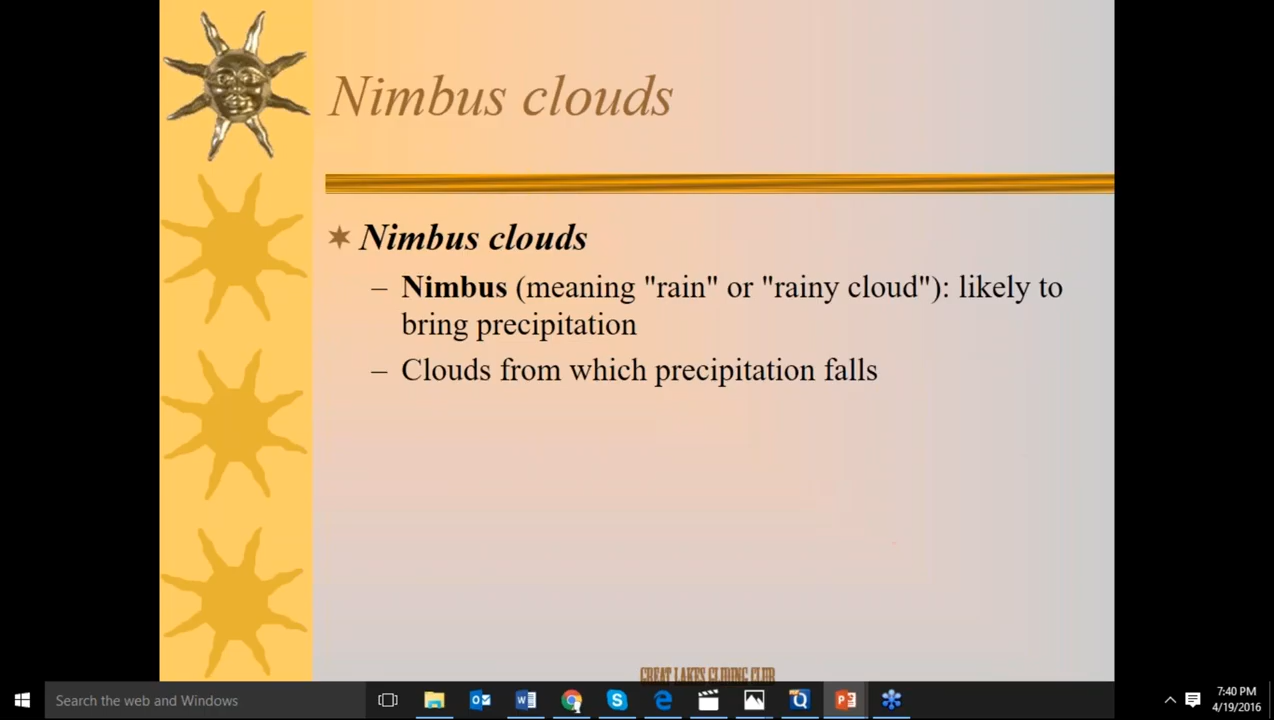 Nimbus clouds
✶ Nimbus clouds
– Nimbus (meaning "rain" or "rainy cloud"): likely to
bring precipitation
– Clouds from which precipitation falls
GREAT LAKES GLIDING CLUB
Search the web and Windows
7:40 PM
4/19/2016